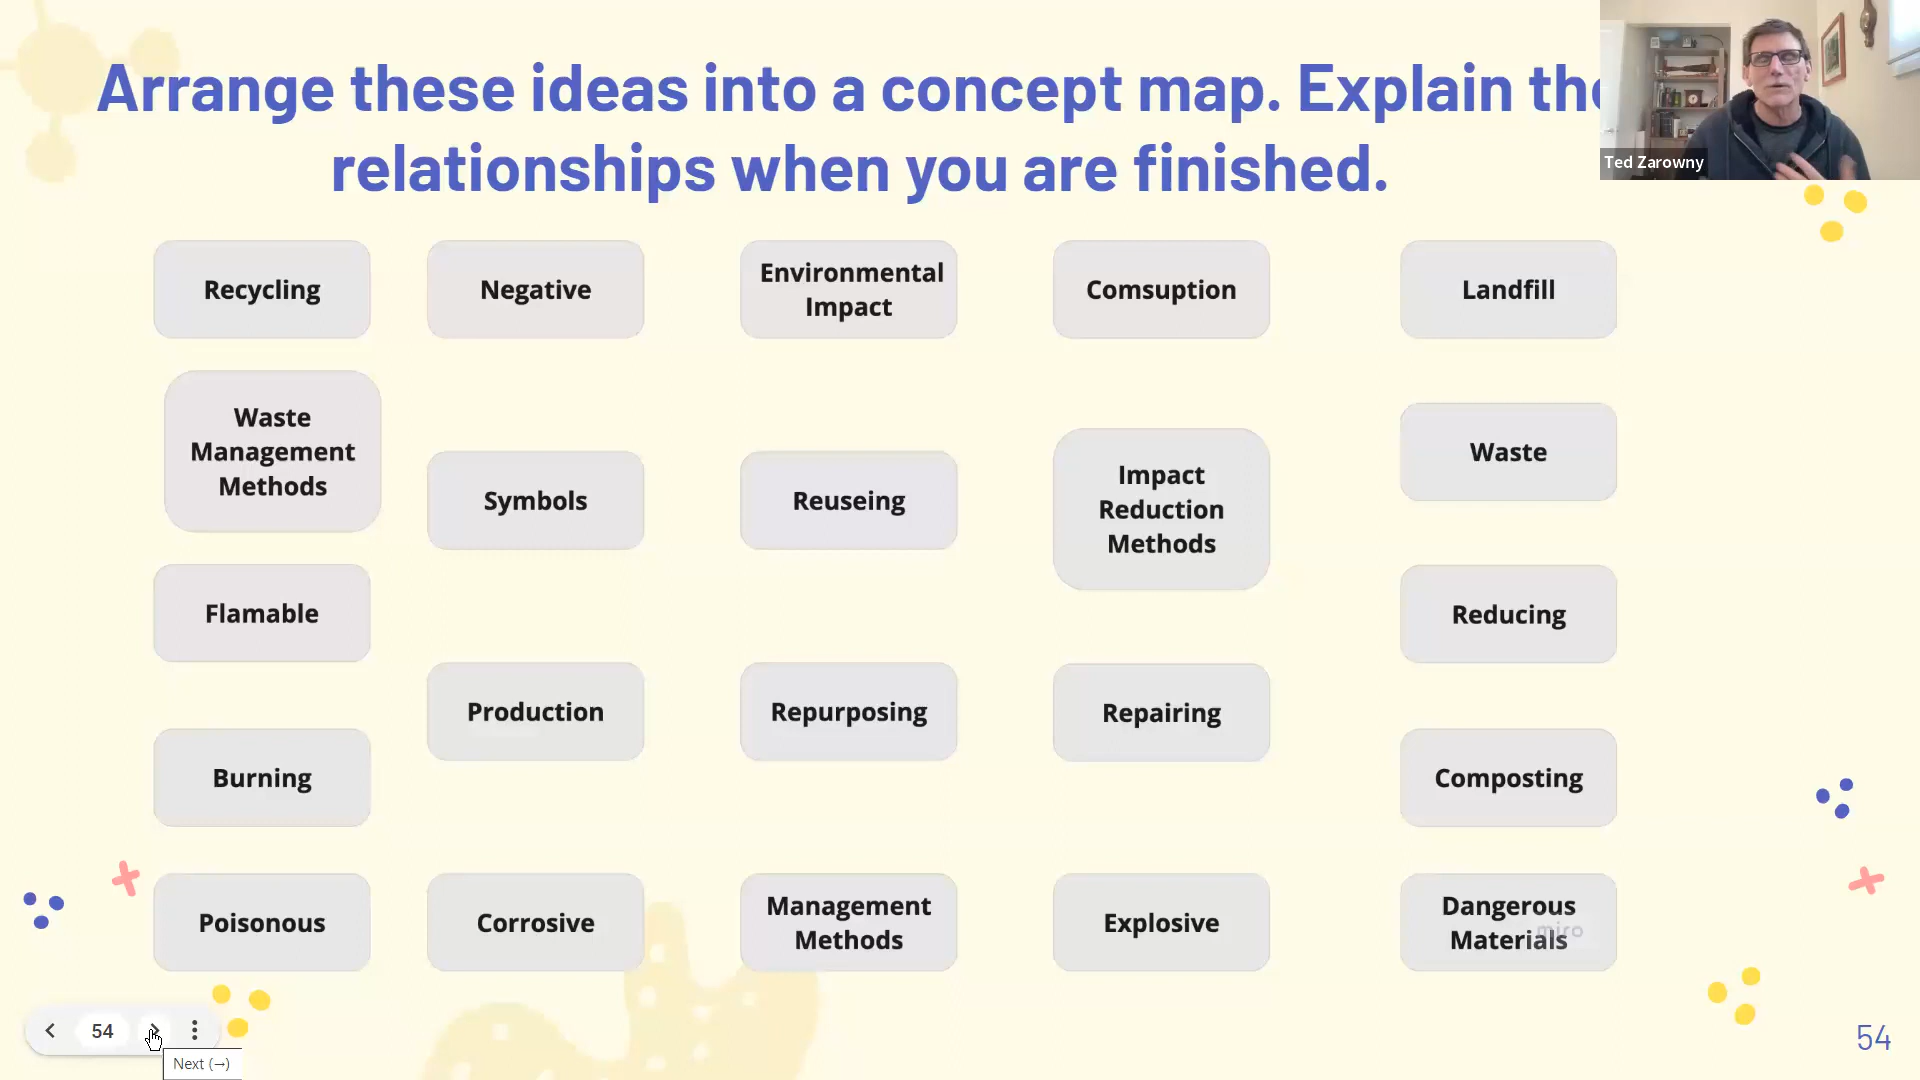 Arrange these ideas into a concept map. Explain the
relationships when you are finished.
Ted Zarowny
Recycling
Negative
Environmental
Impact
Comsuption
Landfill
Waste
Management
Methods
Symbols
Reuseing
Impact
Reduction
Methods
Waste
Flamable
Reducing
Production
Repurposing
Repairing
Burning
Composting
Poisonous
Corrosive
Management
Methods
Explosive
Dangerous
Materials
miro
54
Next (→)
54